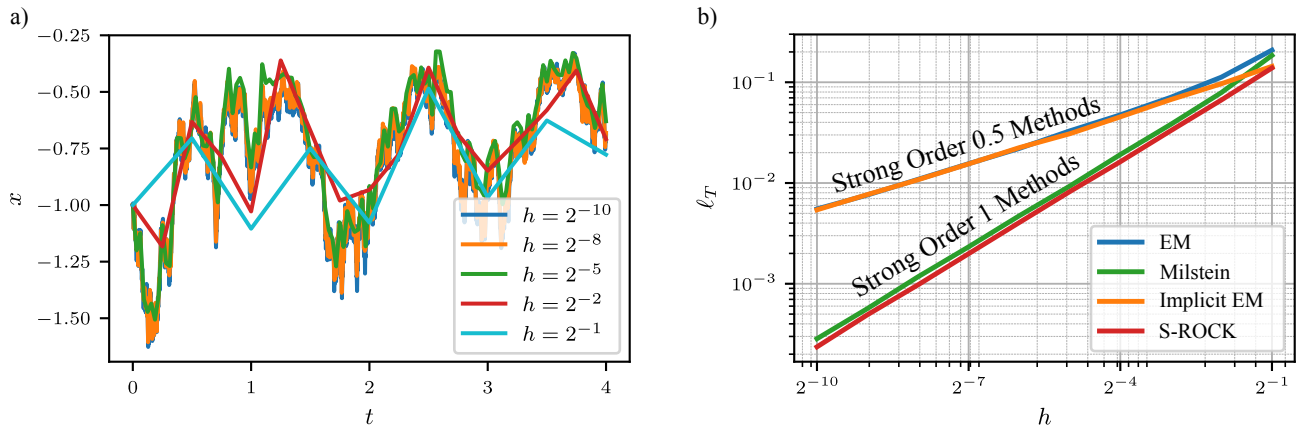 a)
−0.25
−0.50
−0.75
−1.00
−1.25
−1.50
x
0
1
2
3
4
t
h = 2^−10
h = 2^−8
h = 2^−5
h = 2^−2
h = 2^−1
b)
10^−1
10^−2
10^−3
ℓ_T
Strong Order 0.5 Methods
Strong Order 1 Methods
EM
Milstein
Implicit EM
S-ROCK
2^−10
2^−7
2^−4
2^−1
h